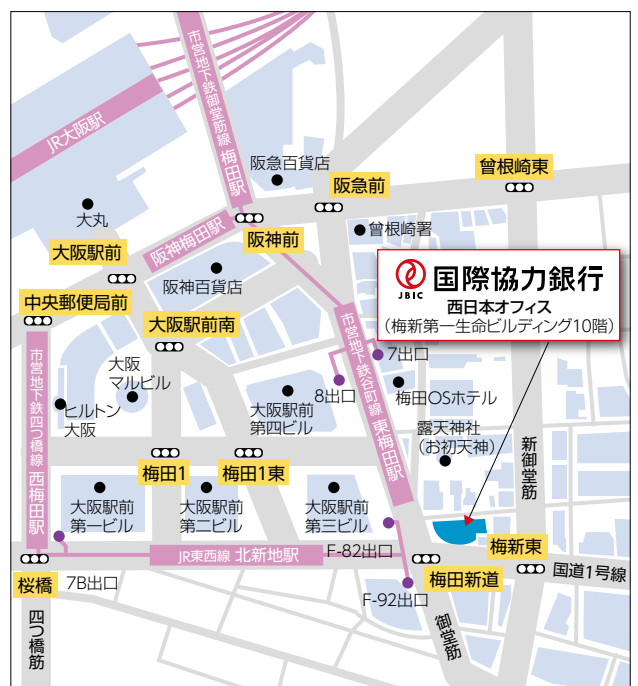 市営地下鉄御堂筋線 梅田駅
JR大阪駅
阪急百貨店
阪急前
曾根崎東
大丸
阪神梅田駅
阪神前
曾根崎署
大阪駅前
阪神百貨店
JBIC
国際協力銀行
西日本オフィス
(梅新第一生命ビルディング10階)
中央郵便局前
大阪駅前南
市営地下鉄四つ橋線 西梅田駅
ヒルトン
大阪
大阪
マルビル
大阪駅前
第四ビル
8出口
7出口
市営地下鉄谷町線 東梅田駅
梅田OSホテル
露天神社
(お初天神)
新御堂筋
梅田1
梅田1東
大阪駅前
第一ビル
大阪駅前
第二ビル
大阪駅前
第三ビル
JR東西線 北新地駅
F-82出口
梅新東
国道1号線
桜橋
7B出口
梅田新道
F-92出口
四つ橋筋
御堂筋